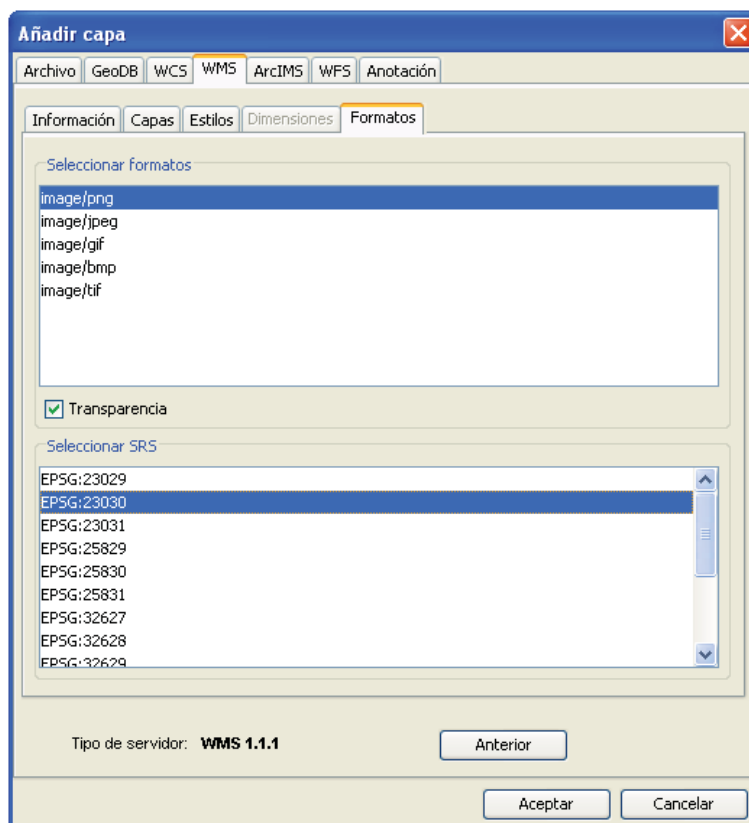 Añadir capa
Archivo GeoDB WCS WMS ArcIMS WFS Anotación
Información Capas Estilos Dimensiones Formatos
Seleccionar formatos
image/png
image/jpeg
image/gif
image/bmp
image/tif
Transparencia
Seleccionar SRS
EPSG:23029
EPSG:23030
EPSG:23031
EPSG:25829
EPSG:25830
EPSG:25831
EPSG:32627
EPSG:32628
EPSG:32629
Tipo de servidor: WMS 1.1.1
Anterior
Aceptar Cancelar